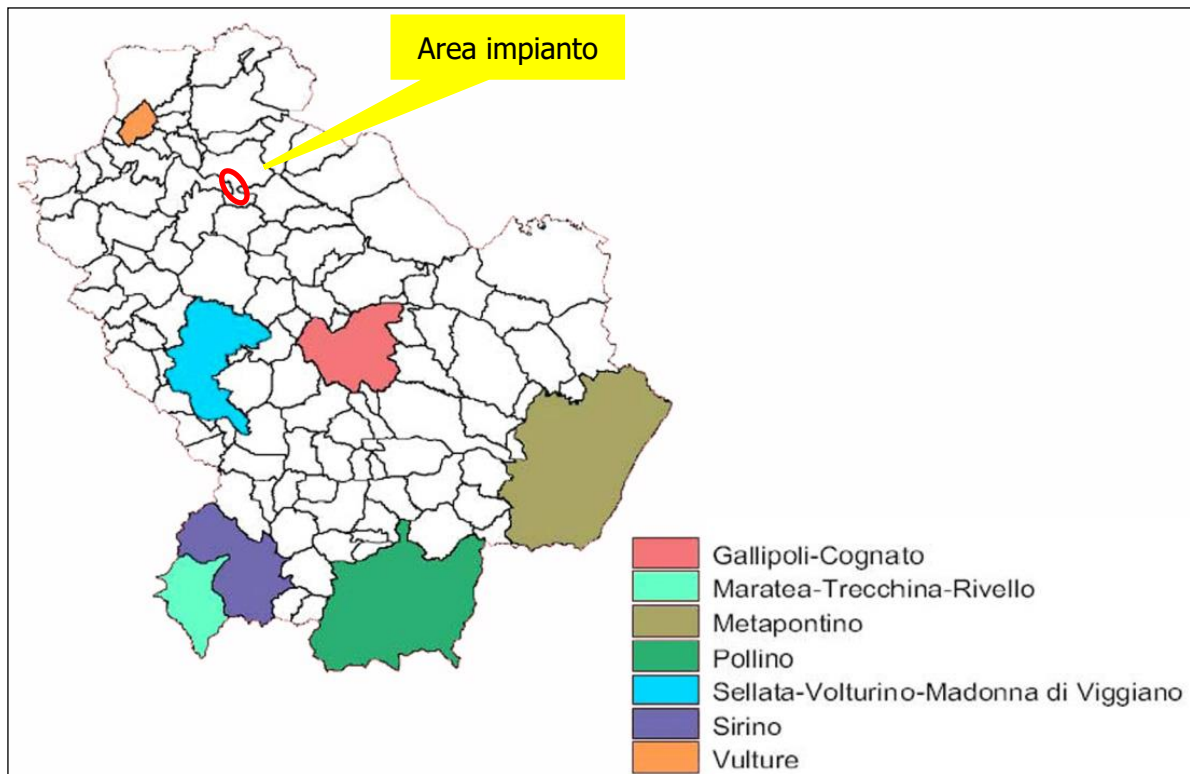 Area impianto
Gallipoli-Cognato
Maratea-Trecchina-Rivello
Metapontino
Pollino
Sellata-Volturino-Madonna di Viggiano
Sirino
Vulture